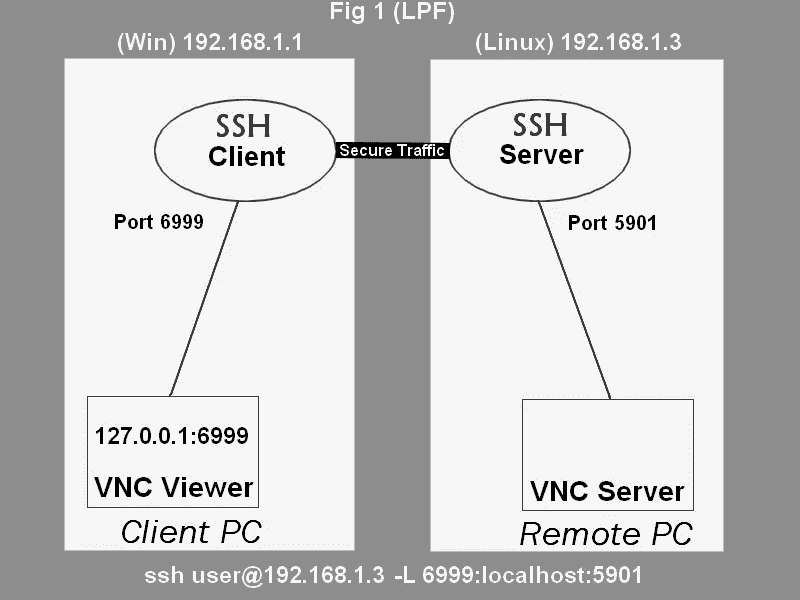 Fig 1 (LPF)
(Win) 192.168.1.1
(Linux) 192.168.1.3
SSH
Client
Secure Traffic
SSH
Server
Port 6999
Port 5901
127.0.0.1:6999
VNC Viewer
VNC Server
Client PC
Remote PC
ssh user@192.168.1.3 -L 6999:localhost:5901